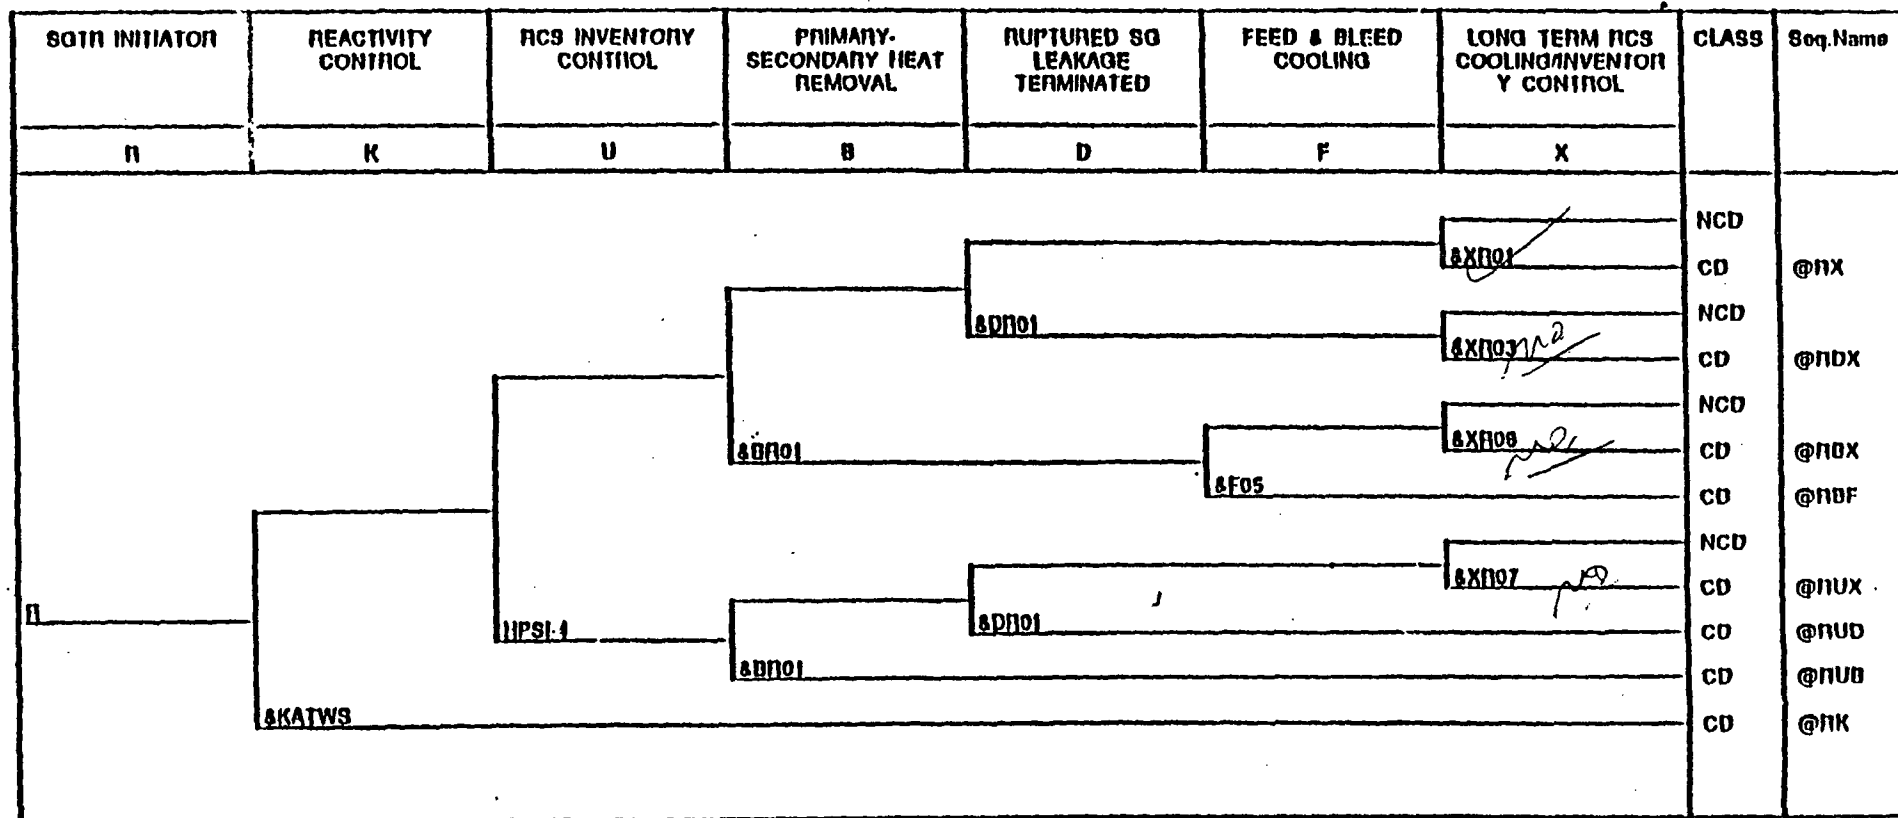 SGTR INITIATOR
REACTIVITY
CONTROL
RCS INVENTORY
CONTROL
PRIMARY-
SECONDARY HEAT
REMOVAL
RUPTURED SG
LEAKAGE
TERMINATED
FEED & BLEED
COOLING
LONG TERM RCS
COOLING/INVENTOR
Y CONTROL
CLASS
Seq.Name
R
K
U
B
D
F
X
NCD
&XR01
CD @RX
NCD
&DR01
&XR03
CD @RDX
NCD
&BR01
&XR06
CD @RBX
&F05
CD @RBF
NCD
&XR07
CD @RUX
R
HPSI-1
&DR01
CD @RUD
&BR01
CD @RUB
&KATWS
CD @RK